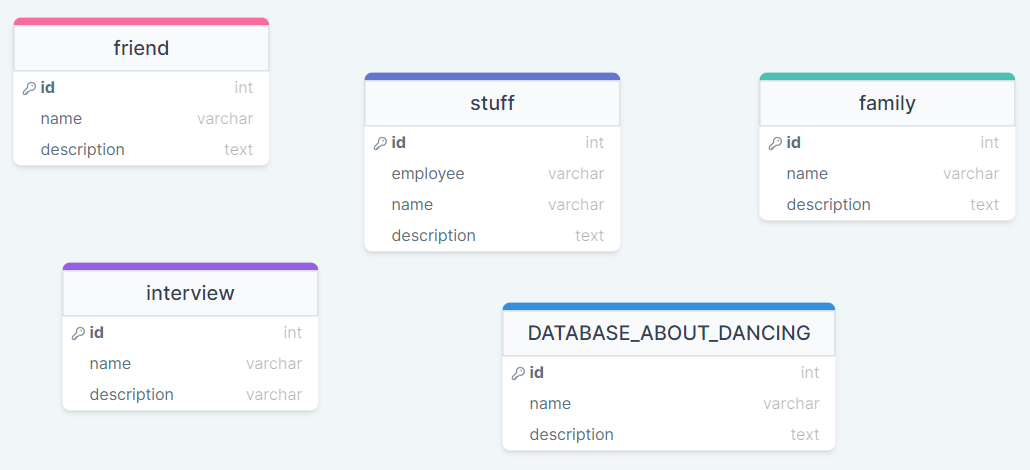 friend
id int
name varchar
description text
stuff
id int
employee varchar
name varchar
description text
family
id int
name varchar
description text
interview
id int
name varchar
description varchar
DATABASE_ABOUT_DANCING
id int
name varchar
description text